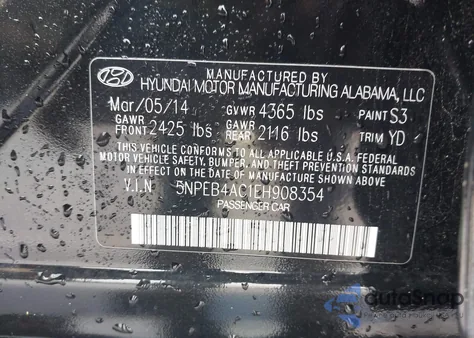 MANUFACTURED BY
HYUNDAI MOTOR MANUFACTURING ALABAMA, LLC
Mar/05/14 GVWR 4365 lbs PAINT S3
GAWR FRONT 2425 lbs GAWR REAR 2116 lbs TRIM YD
THIS VEHICLE CONFORMS TO ALL APPLICABLE U.S.A FEDERAL
MOTOR VEHICLE SAFETY, BUMPER, AND THEFT PREVENTION
STANDARDS IN EFFECT ON THE DATE OF MANUFACTURE SHOWN ABOVE.
V.I.N 5NPEB4AC1EH908354
PASSENGER CAR
autoSnap